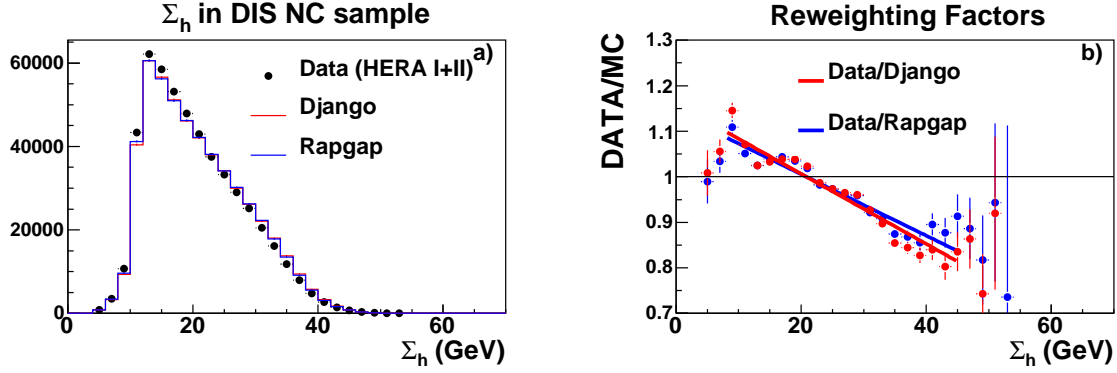 Σh in DIS NC sample
a)
Data (HERA I+II)
Django
Rapgap
60000
40000
20000
0
0 20 40 60
Σh (GeV)
Reweighting Factors
b)
DATA/MC
Data/Django
Data/Rapgap
1.3
1.2
1.1
1
0.9
0.8
0.7
0 20 40 60
Σh (GeV)